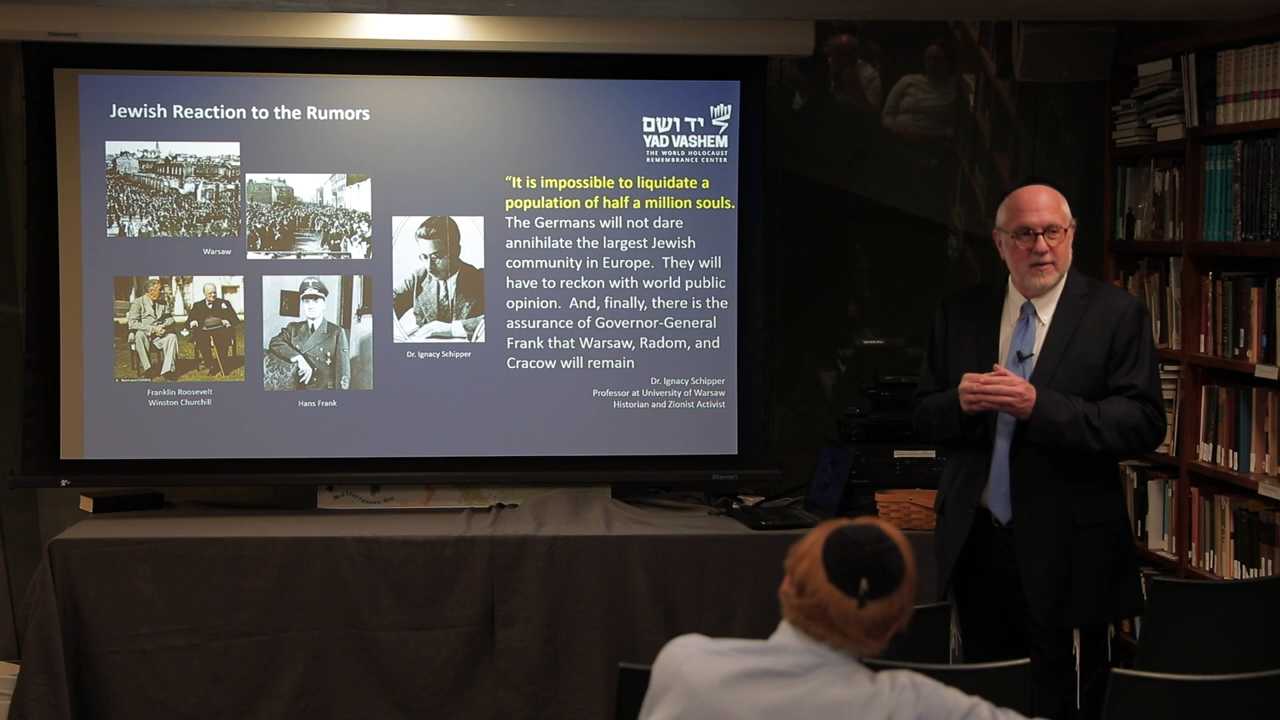 Jewish Reaction to the Rumors
יד ושם
YAD VASHEM
THE WORLD HOLOCAUST
REMEMBRANCE CENTER
Warsaw
Franklin Roosevelt
Winston Churchill
Hans Frank
Dr. Ignacy Schipper
“It is impossible to liquidate a
population of half a million souls.
The Germans will not dare
annihilate the largest Jewish
community in Europe. They will
have to reckon with world public
opinion. And, finally, there is the
assurance of Governor-General
Frank that Warsaw, Radom, and
Cracow will remain
Dr. Ignacy Schipper
Professor at University of Warsaw
Historian and Zionist Activist
Stewart